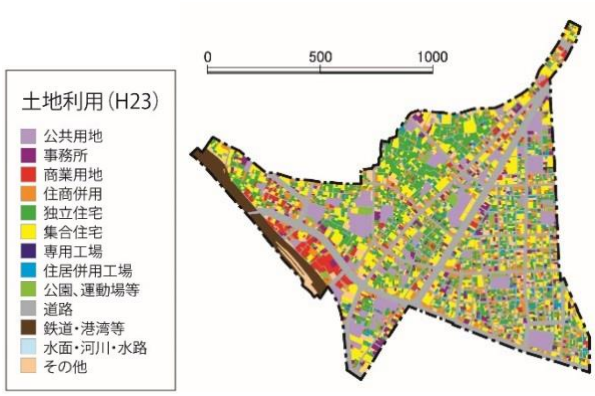 0 500 1000
土地利用(H23)
公共用地
事務所
商業用地
住商併用
独立住宅
集合住宅
専用工場
住居併用工場
公園、運動場等
道路
鉄道・港湾等
水面・河川・水路
その他